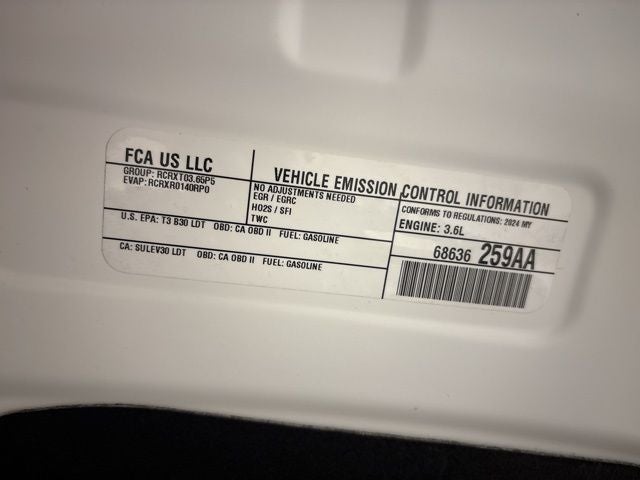 FCA US LLC
GROUP: RCRXT03.65P5
EVAP: RCRXR0140RP0
VEHICLE EMISSION CONTROL INFORMATION
NO ADJUSTMENTS NEEDED
EGR / EGRC
HO2S / SFI
TWC
CONFORMS TO REGULATIONS: 2024 MY
ENGINE: 3.6L
U.S. EPA: T3 B30 LDT OBD: CA OBD II FUEL: GASOLINE
CA: SULEV30 LDT OBD: CA OBD II FUEL: GASOLINE
68636 259AA